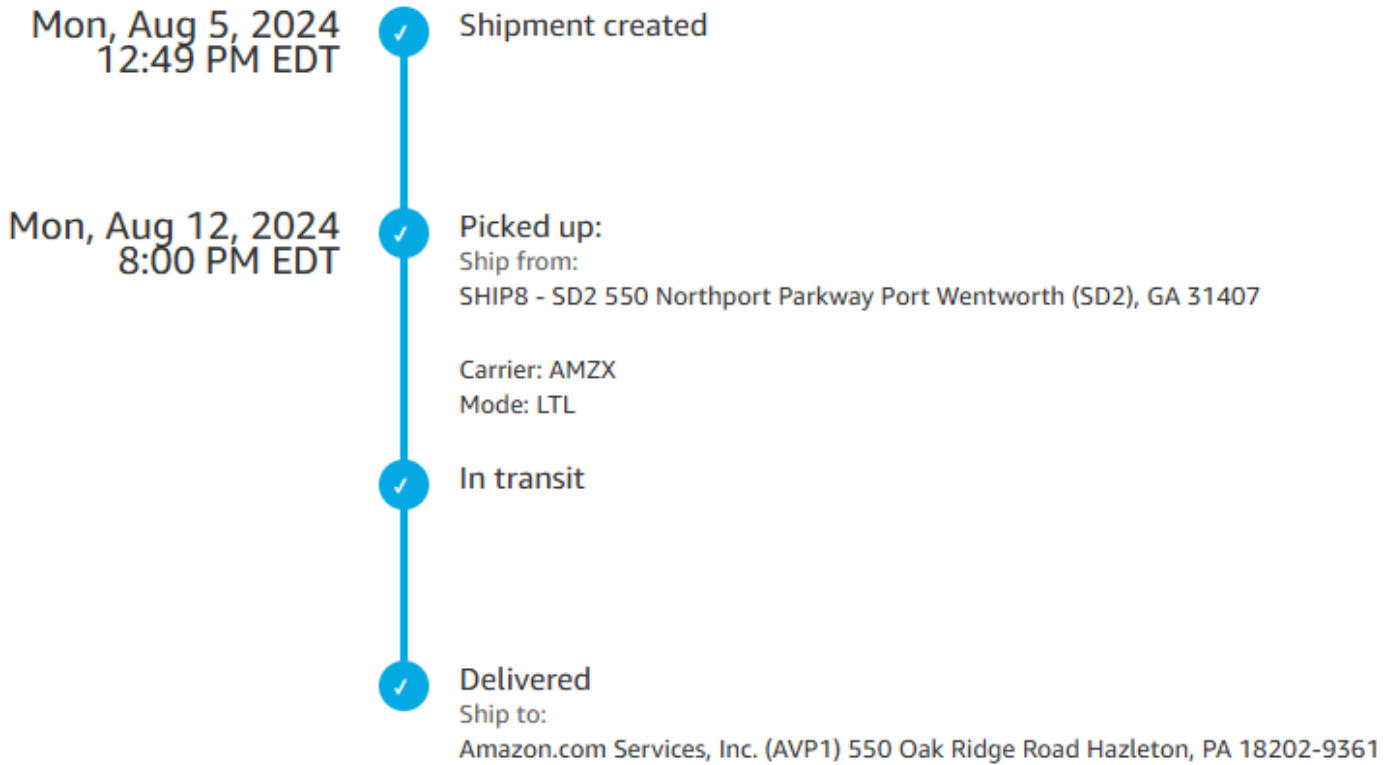 Mon, Aug 5, 2024
12:49 PM EDT
Shipment created
Mon, Aug 12, 2024
8:00 PM EDT
Picked up:
Ship from:
SHIP8 - SD2 550 Northport Parkway Port Wentworth (SD2), GA 31407
Carrier: AMZX
Mode: LTL
In transit
Delivered
Ship to:
Amazon.com Services, Inc. (AVP1) 550 Oak Ridge Road Hazleton, PA 18202-9361